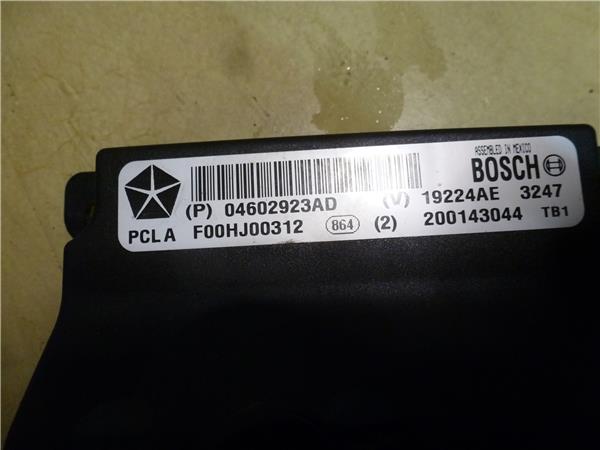 ASSEMBLED IN MEXICO
BOSCH
(P) 04602923AD (V) 19224AE 3247
PCLA F00HJ00312 864 (2) 200143044 TB1